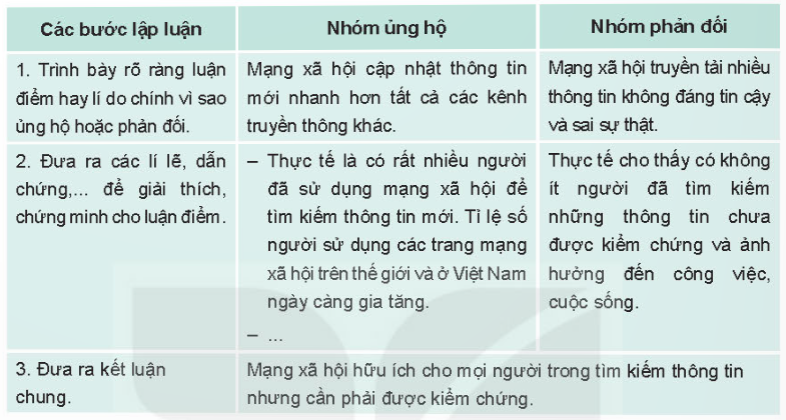 Các bước lập luận
Nhóm ủng hộ
Nhóm phản đối
1. Trình bày rõ ràng luận
điểm hay lí do chính vì sao
ủng hộ hoặc phản đối.
Mạng xã hội cập nhật thông tin
mới nhanh hơn tất cả các kênh
truyền thông khác.
Mạng xã hội truyền tải nhiều
thông tin không đáng tin cậy
và sai sự thật.
2. Đưa ra các lí lẽ, dẫn
chứng,... để giải thích,
chứng minh cho luận điểm.
– Thực tế là có rất nhiều người
đã sử dụng mạng xã hội để
tìm kiếm thông tin mới. Tỉ lệ số
người sử dụng các trang mạng
xã hội trên thế giới và ở Việt Nam
ngày càng gia tăng.
– ...
Thực tế cho thấy có không
ít người đã tìm kiếm
những thông tin chưa
được kiểm chứng và ảnh
hưởng đến công việc,
cuộc sống.
3. Đưa ra kết luận
chung.
Mạng xã hội hữu ích cho mọi người trong tìm kiếm thông tin
nhưng cần phải được kiểm chứng.